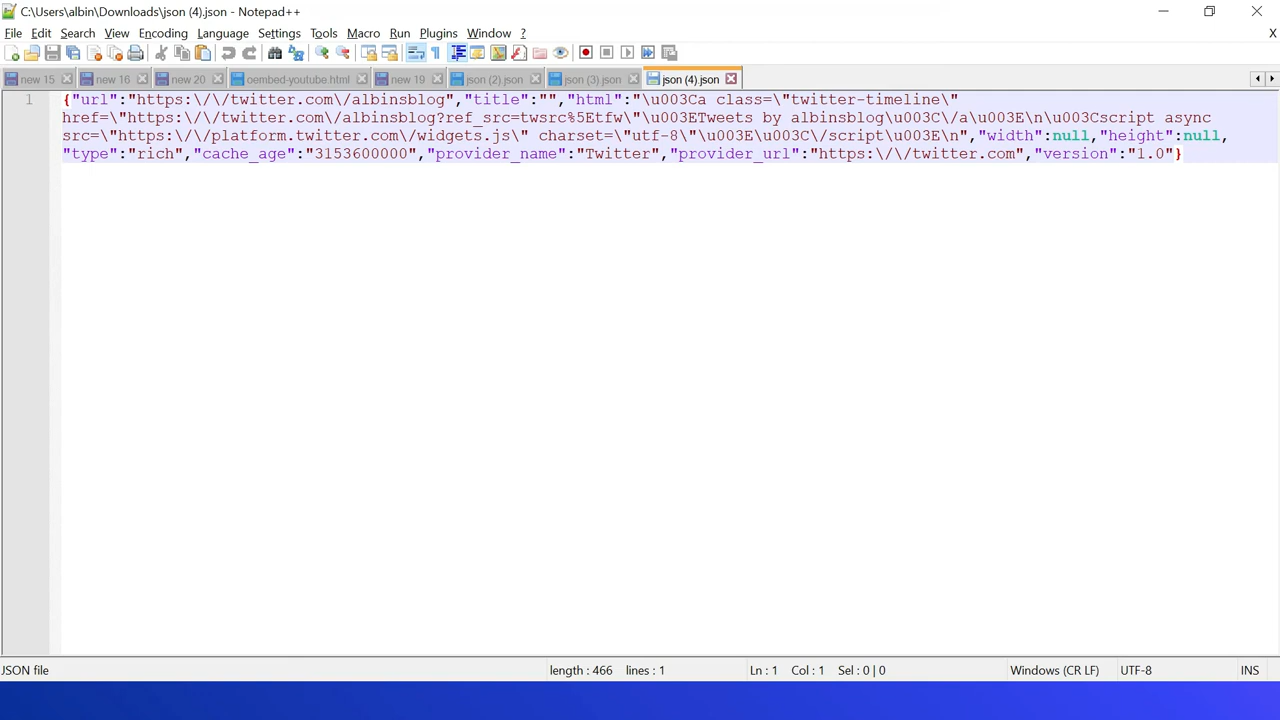 C:\Users\albin\Downloads\json (4).json - Notepad++
File Edit Search View Encoding Language Settings Tools Macro Run Plugins Window ? X
new 15 new 16 new 20 oembed-youtube.html new 19 json (2).json json (3).json json (4).json
1 {"url":"https:\/\/twitter.com\/albinsblog","title":"","html":"\u003Ca class=\"twitter-timeline\"
href=\"https:\/\/twitter.com\/albinsblog?ref_src=twsrc%5Etfw\"\u003ETweets by albinsblog\u003C\/a\u003E\n\u003Cscript async
src=\"https:\/\/platform.twitter.com\/widgets.js\" charset=\"utf-8\"\u003E\u003C\/script\u003E\n","width":null,"height":null,
"type":"rich","cache_age":"3153600000","provider_name":"Twitter","provider_url":"https:\/\/twitter.com","version":"1.0"}
JSON file length : 466 lines : 1 Ln : 1 Col : 1 Sel : 0 | 0 Windows (CR LF) UTF-8 INS